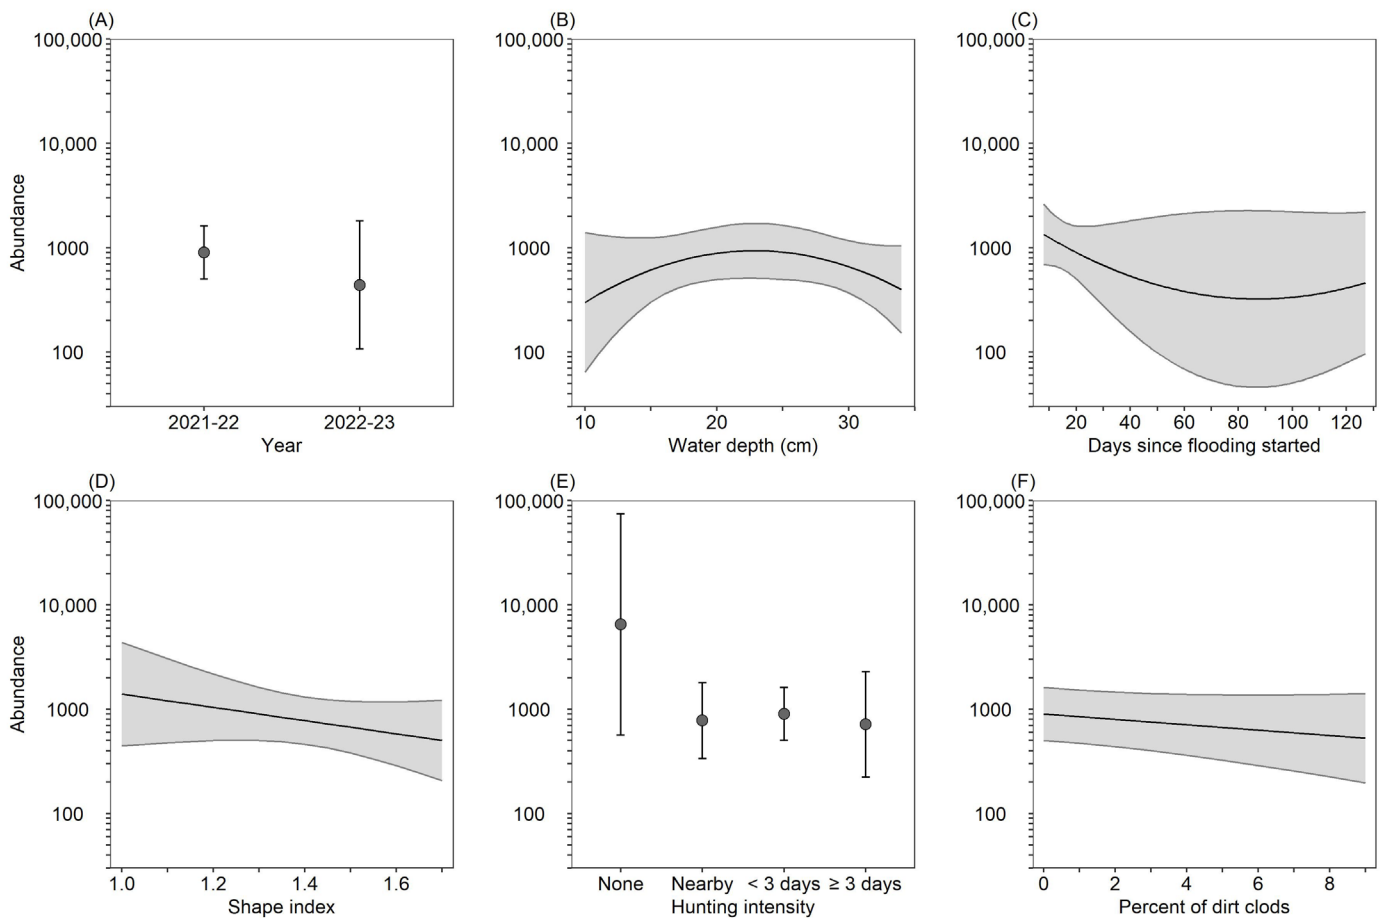 (A)
100,000
10,000
1000
100
Abundance
2021-22 2022-23
Year
(B)
100,000
10,000
1000
100
10 20 30
Water depth (cm)
(C)
100,000
10,000
1000
100
20 40 60 80 100 120
Days since flooding started
(D)
100,000
10,000
1000
100
Abundance
1.0 1.2 1.4 1.6
Shape index
(E)
100,000
10,000
1000
100
None Nearby < 3 days ≥ 3 days
Hunting intensity
(F)
100,000
10,000
1000
100
0 2 4 6 8
Percent of dirt clods